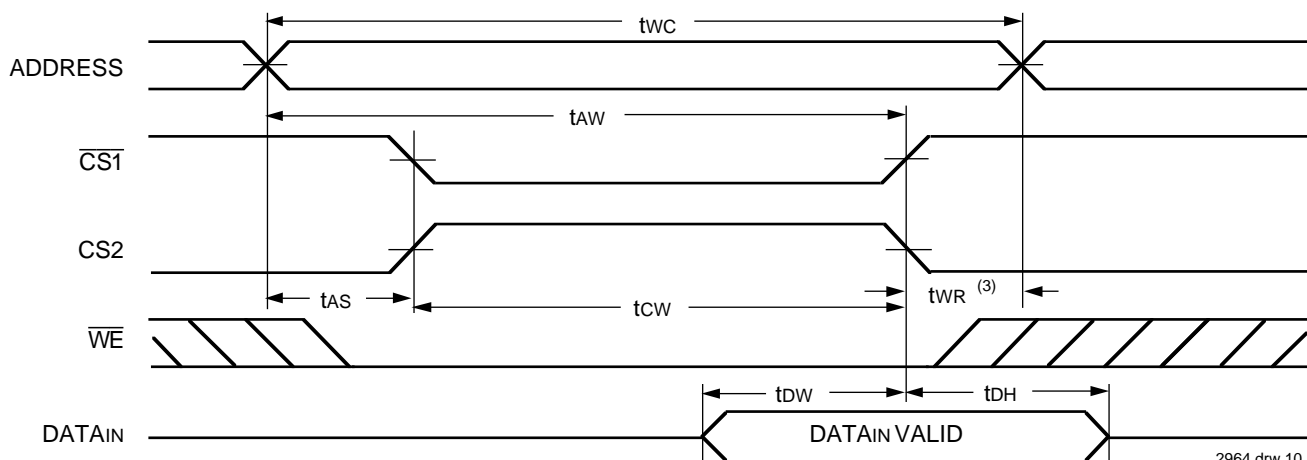 tWC
ADDRESS
tAW
CS1
CS2
tAS
tCW
tWR (3)
WE
tDW
tDH
DATAIN
DATAIN VALID
2964 drw 10